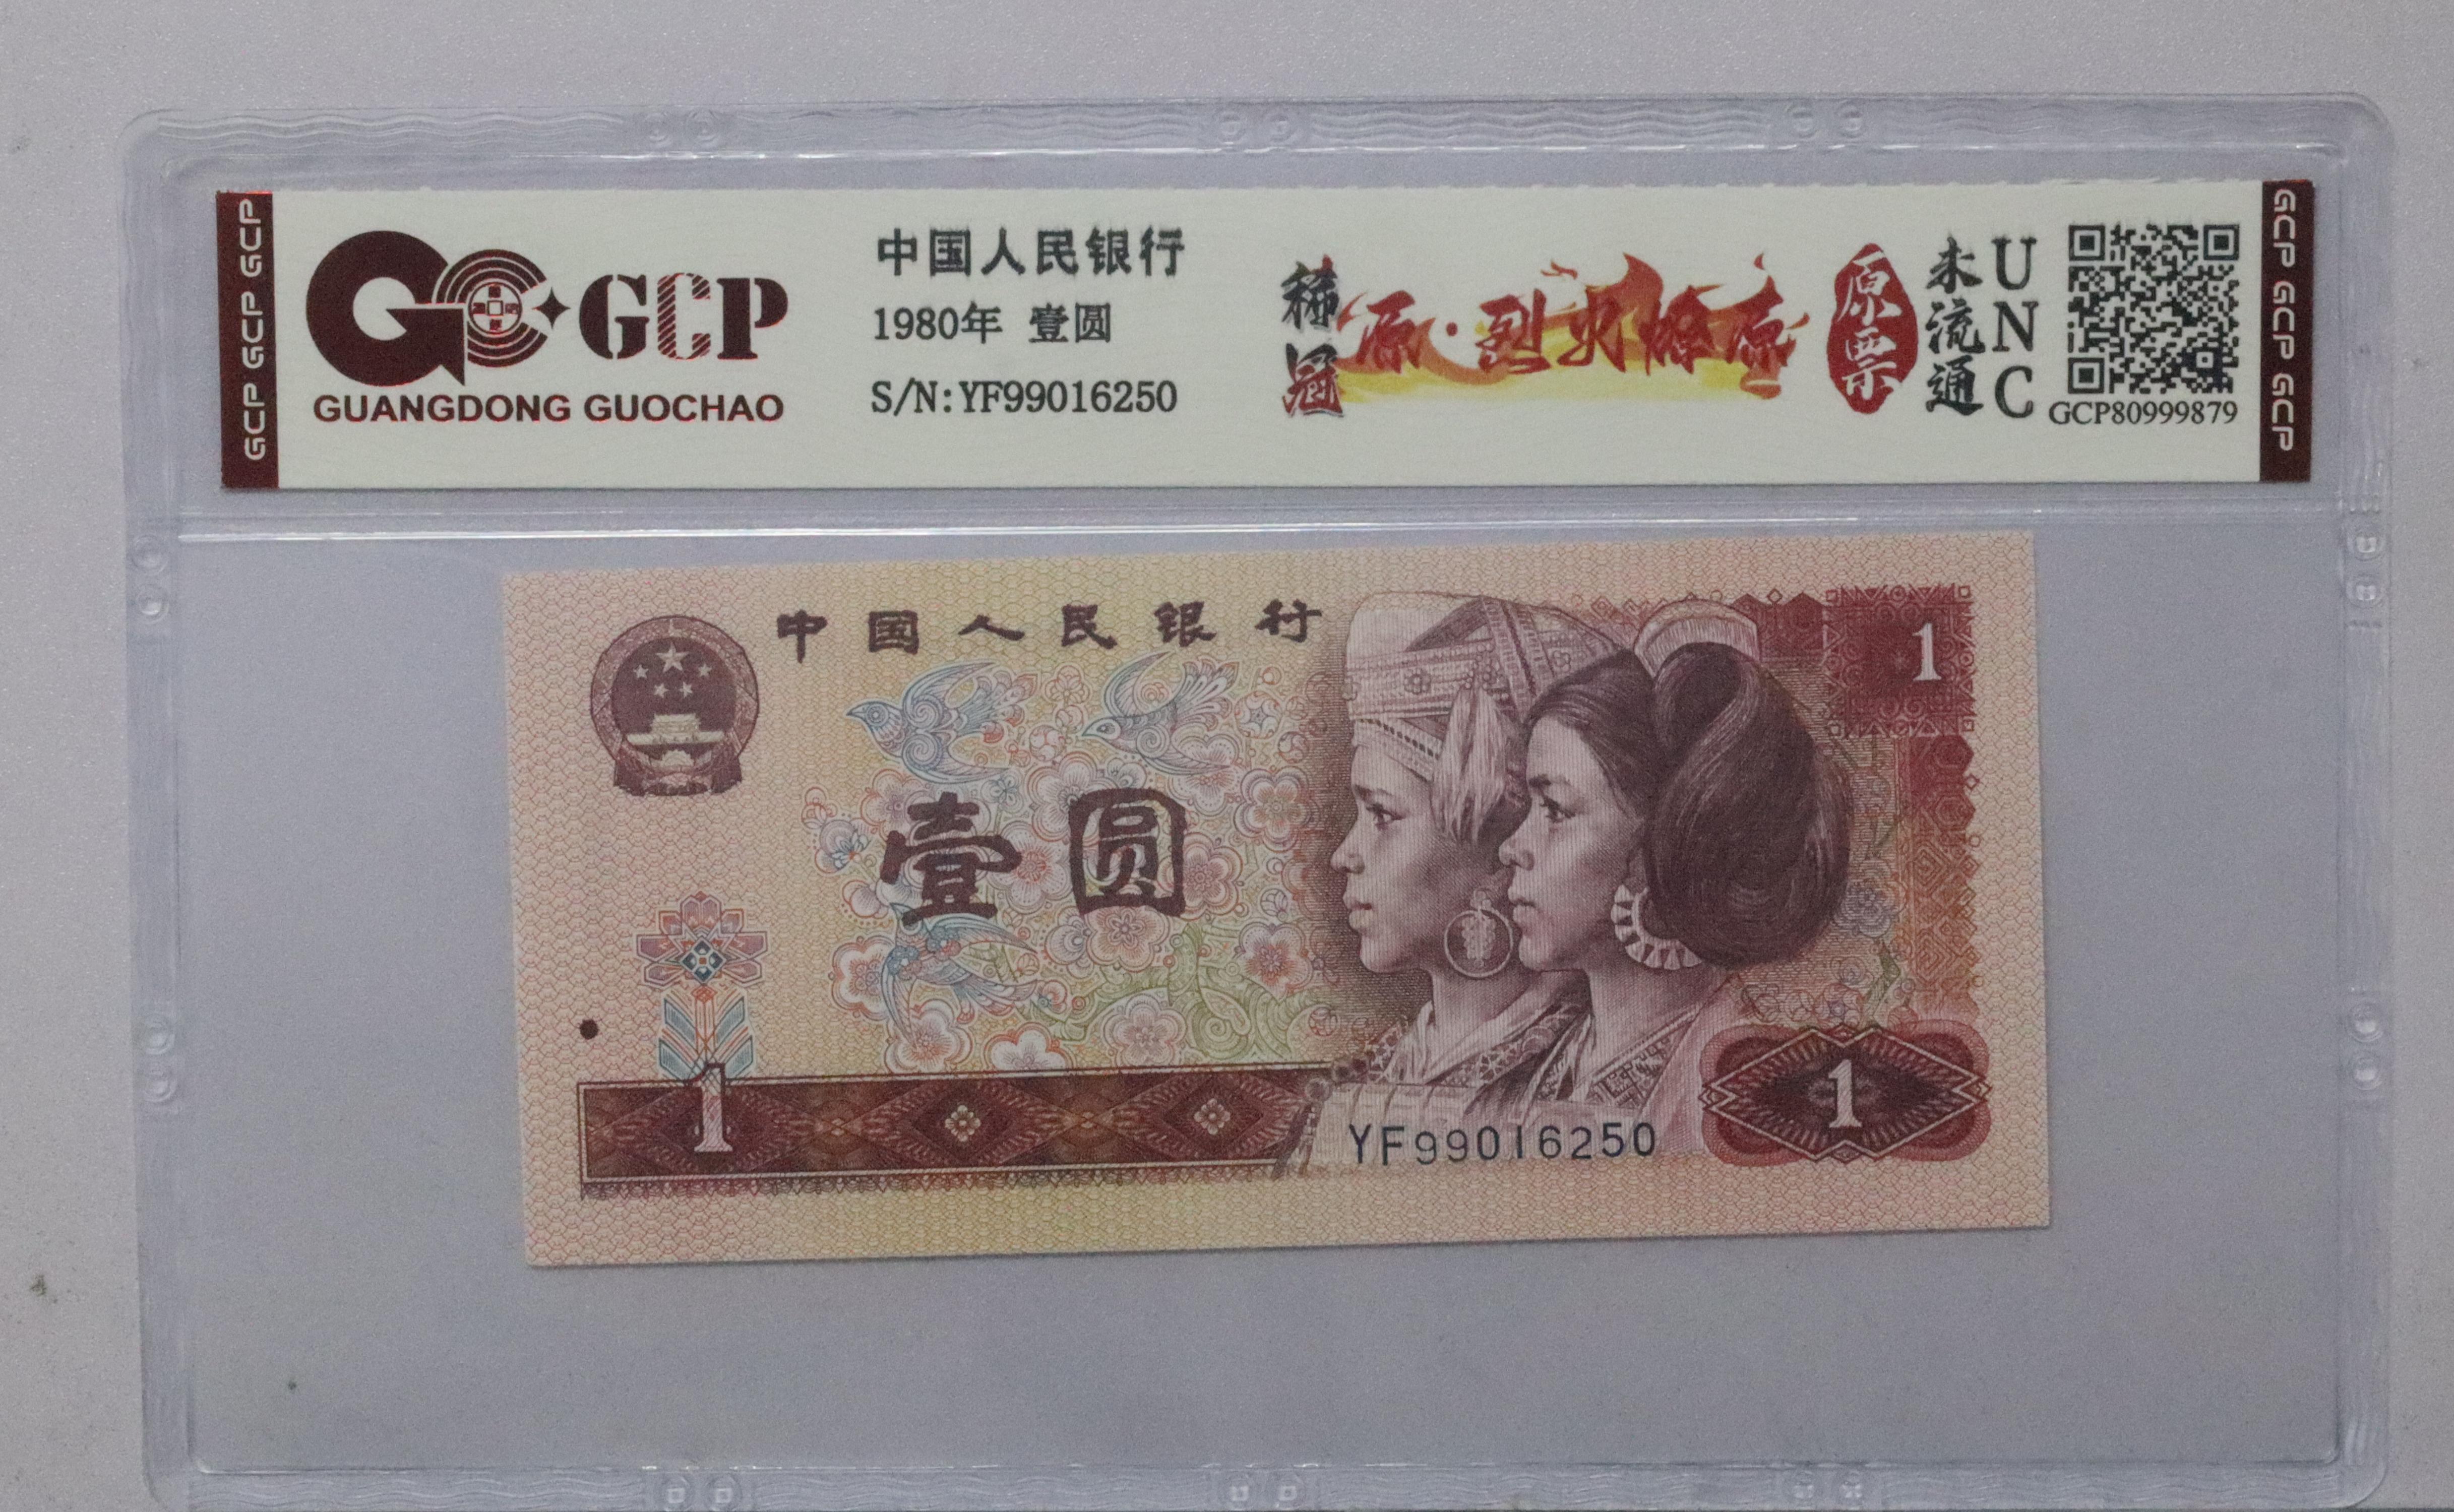 GCP GCP GCP
GCP
GUANGDONG GUOCHAO
中国人民银行
1980年 壹圆
S/N:YF99016250
稀冠
原·烈火燎原
原票
未流通
UNC
GCP80999879
GCP GCP GCP
中国人民银行
1
壹圆
1
YF99016250
1